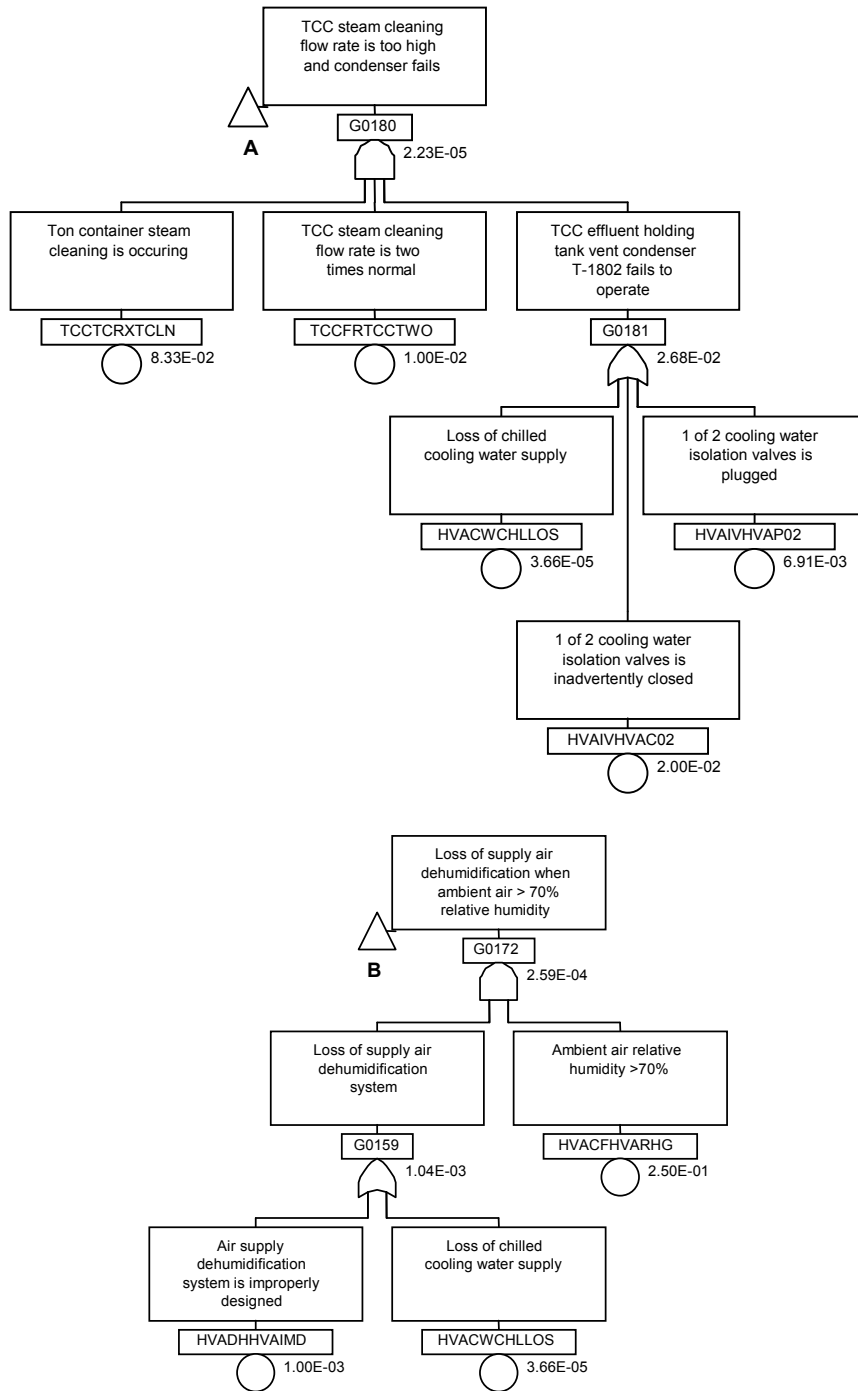 TCC steam cleaning
flow rate is too high
and condenser fails
G0180
A
2.23E-05
Ton container steam
cleaning is occuring
TCC steam cleaning
flow rate is two
times normal
TCC effluent holding
tank vent condenser
T-1802 fails to
operate
TCCTCRXTCLN
8.33E-02
TCCFRTCCTWO
1.00E-02
G0181
2.68E-02
Loss of chilled
cooling water supply
1 of 2 cooling water
isolation valves is
plugged
HVACWCHLLOS
3.66E-05
HVAIVHVAP02
6.91E-03
1 of 2 cooling water
isolation valves is
inadvertently closed
HVAIVHVAC02
2.00E-02
Loss of supply air
dehumidification when
ambient air > 70%
relative humidity
G0172
B
2.59E-04
Loss of supply air
dehumidification
system
Ambient air relative
humidity >70%
G0159
1.04E-03
HVACFHVARHG
2.50E-01
Air supply
dehumidification
system is improperly
designed
Loss of chilled
cooling water supply
HVADHHVAIMD
1.00E-03
HVACWCHLLOS
3.66E-05